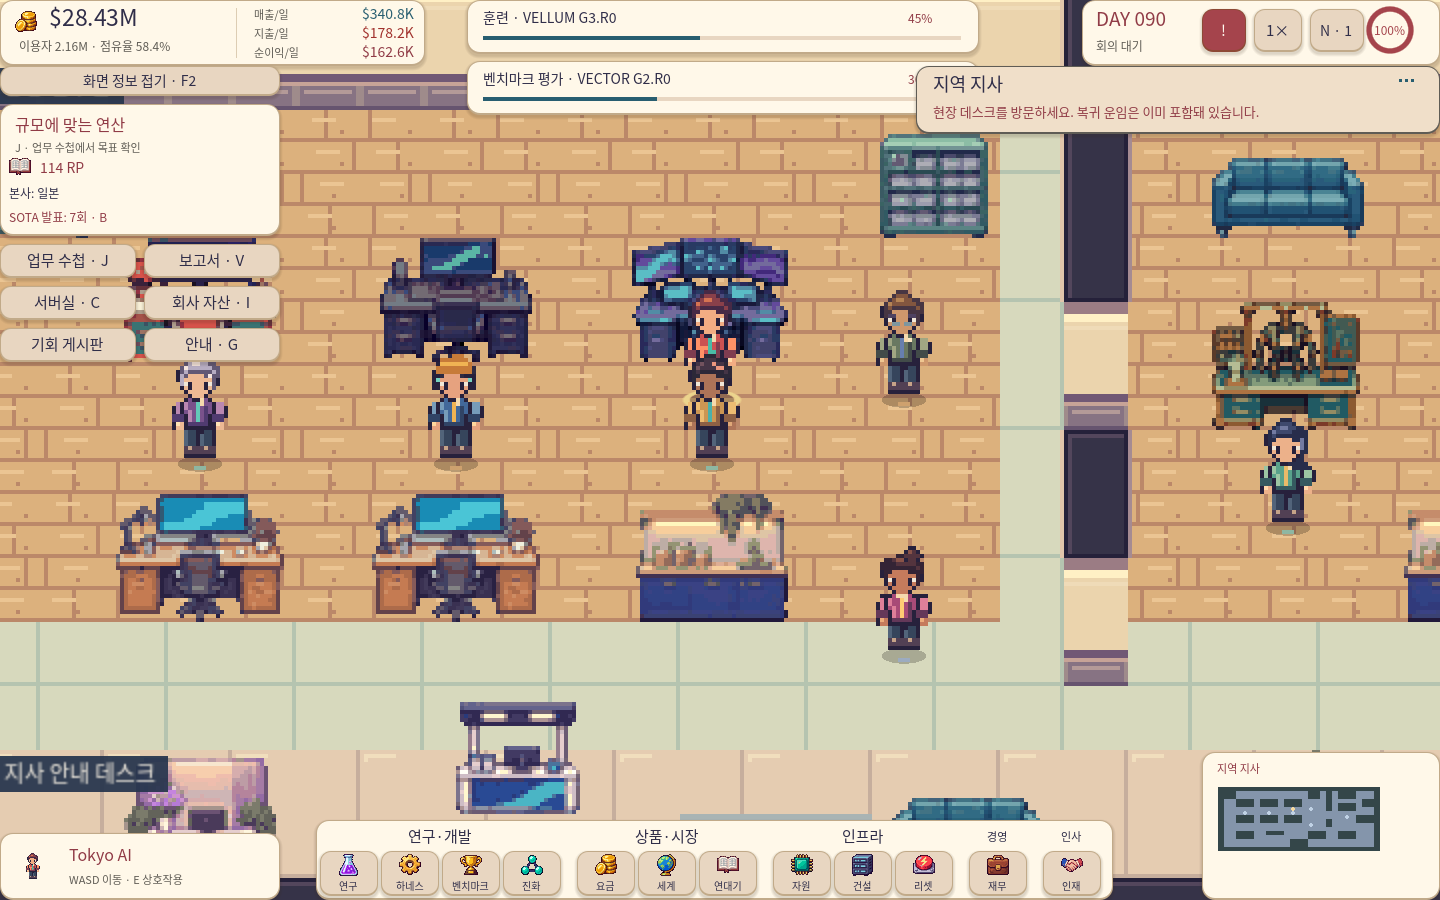 $28.43M
이용자 2.16M · 점유율 58.4%
매출/일 $340.8K
지출/일 $178.2K
순이익/일 $162.6K
훈련 · VELLUM G3.R0 45%
벤치마크 평가 · VECTOR G2.R0
DAY 090
회의 대기
!
1×
N · 1
100%
화면 정보 접기 · F2
지역 지사
현장 데스크를 방문하세요. 복귀 운임은 이미 포함돼 있습니다.
규모에 맞는 연산
J · 업무 수첩에서 목표 확인
114 RP
본사: 일본
SOTA 발표: 7회 · B
업무 수첩 · J
보고서 · V
서버실 · C
회사 자산 · I
기회 게시판
안내 · G
지사 안내 데스크
Tokyo AI
WASD 이동 · E 상호작용
연구·개발
상품·시장
인프라
경영
인사
연구
하네스
벤치마크
진화
요금
세계
연대기
자원
건설
리셋
재무
인재
지역 지사